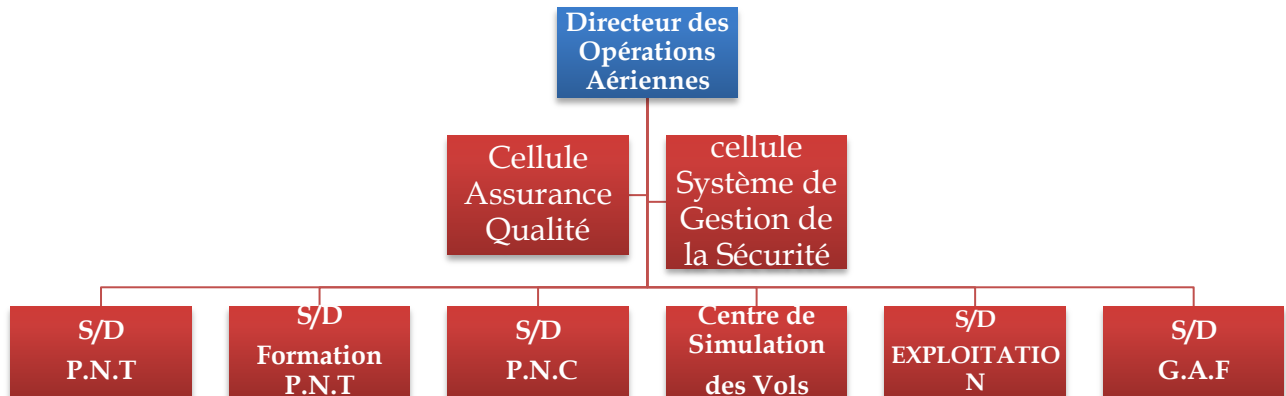 Directeur des
Opérations
Aériennes
Cellule
Assurance
Qualité
cellule
Système de
Gestion de
la Sécurité
S/D
P.N.T
S/D
Formation
P.N.T
S/D
P.N.C
Centre de
Simulation
des Vols
S/D
EXPLOITATIO
N
S/D
G.A.F